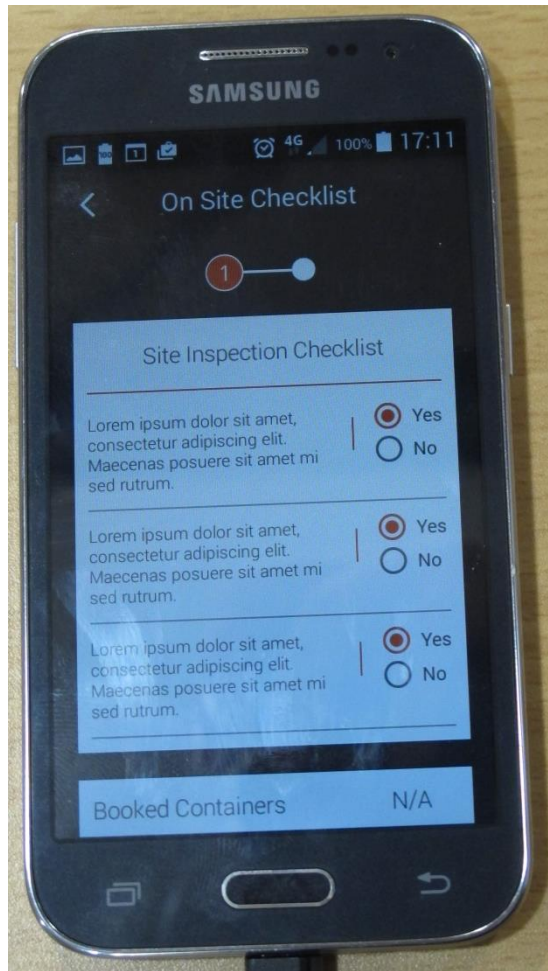 SAMSUNG
4G 100% 17:11
On Site Checklist
1
Site Inspection Checklist
Lorem ipsum dolor sit amet,
consectetur adipiscing elit.
Maecenas posuere sit amet mi
sed rutrum.
Yes
No
Lorem ipsum dolor sit amet,
consectetur adipiscing elit.
Maecenas posuere sit amet mi
sed rutrum.
Yes
No
Lorem ipsum dolor sit amet,
consectetur adipiscing elit.
Maecenas posuere sit amet mi
sed rutrum.
Yes
No
Booked Containers N/A